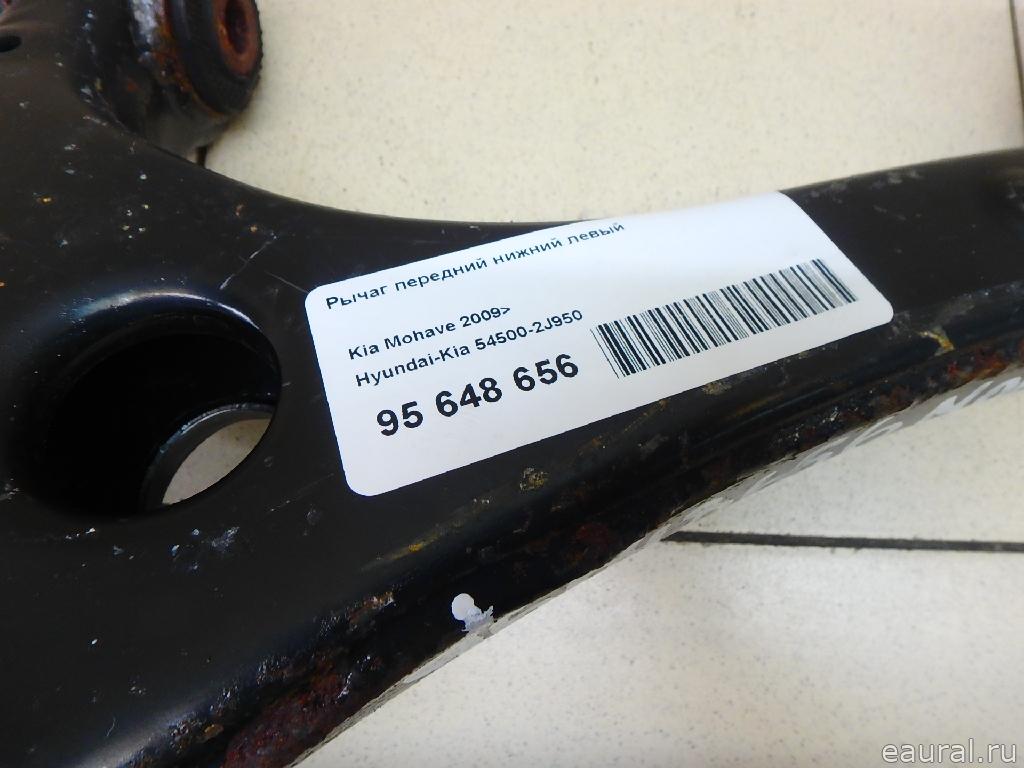 Рычаг передний нижний левый
Kia Mohave 2009>
Hyundai-Kia 54500-2J950
95 648 656
eaural.ru